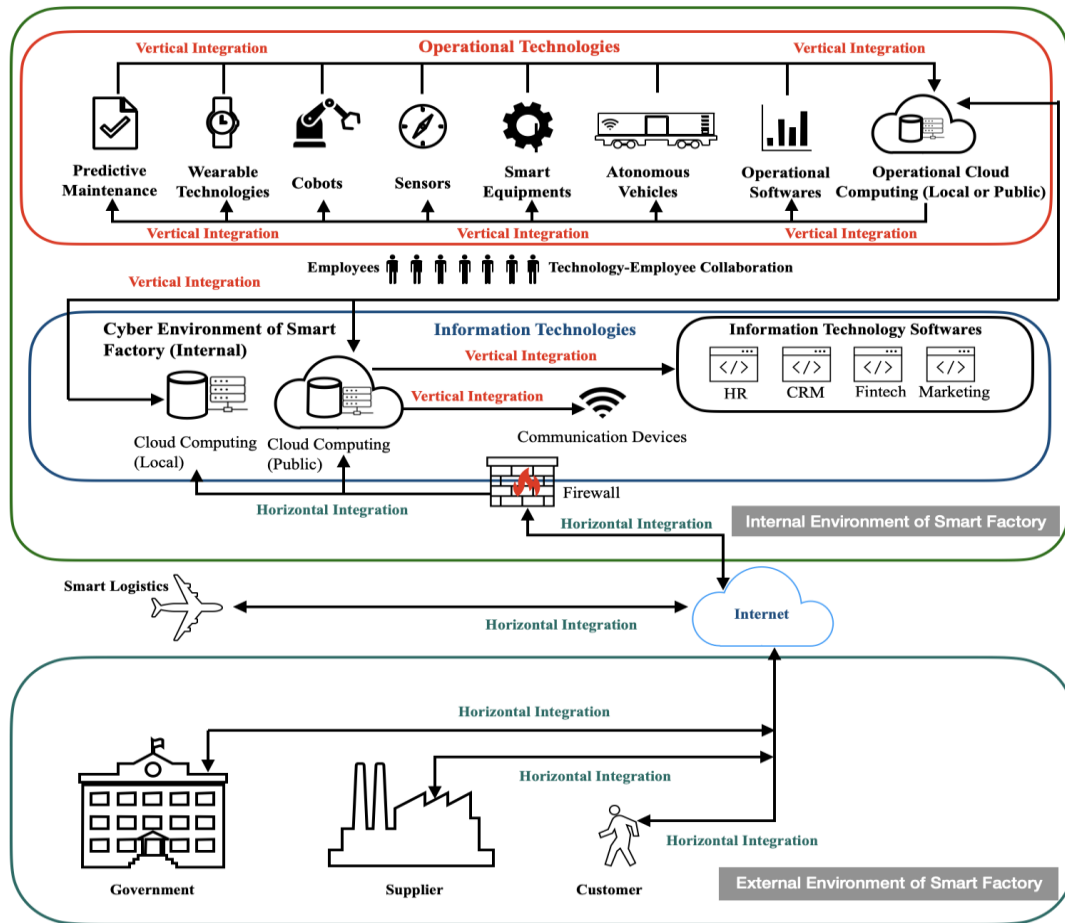 Vertical Integration
Operational Technologies
Vertical Integration
Predictive
Maintenance
Wearable
Technologies
Cobots
Sensors
Smart
Equipments
Atonomous
Vehicles
Operational
Softwares
Operational Cloud
Computing (Local or Public)
Vertical Integration
Vertical Integration
Vertical Integration
Employees
Technology-Employee Collaboration
Vertical Integration
Cyber Environment of Smart
Factory (Internal)
Information Technologies
Information Technology Softwares
Vertical Integration
</>
</>
</>
</>
HR
CRM
Fintech
Marketing
Vertical Integration
Cloud Computing
(Local)
Cloud Computing
(Public)
Communication Devices
Firewall
Horizontal Integration
Horizontal Integration
Internal Environment of Smart Factory
Smart Logistics
Internet
Horizontal Integration
Horizontal Integration
Horizontal Integration
Horizontal Integration
Government
Supplier
Customer
External Environment of Smart Factory